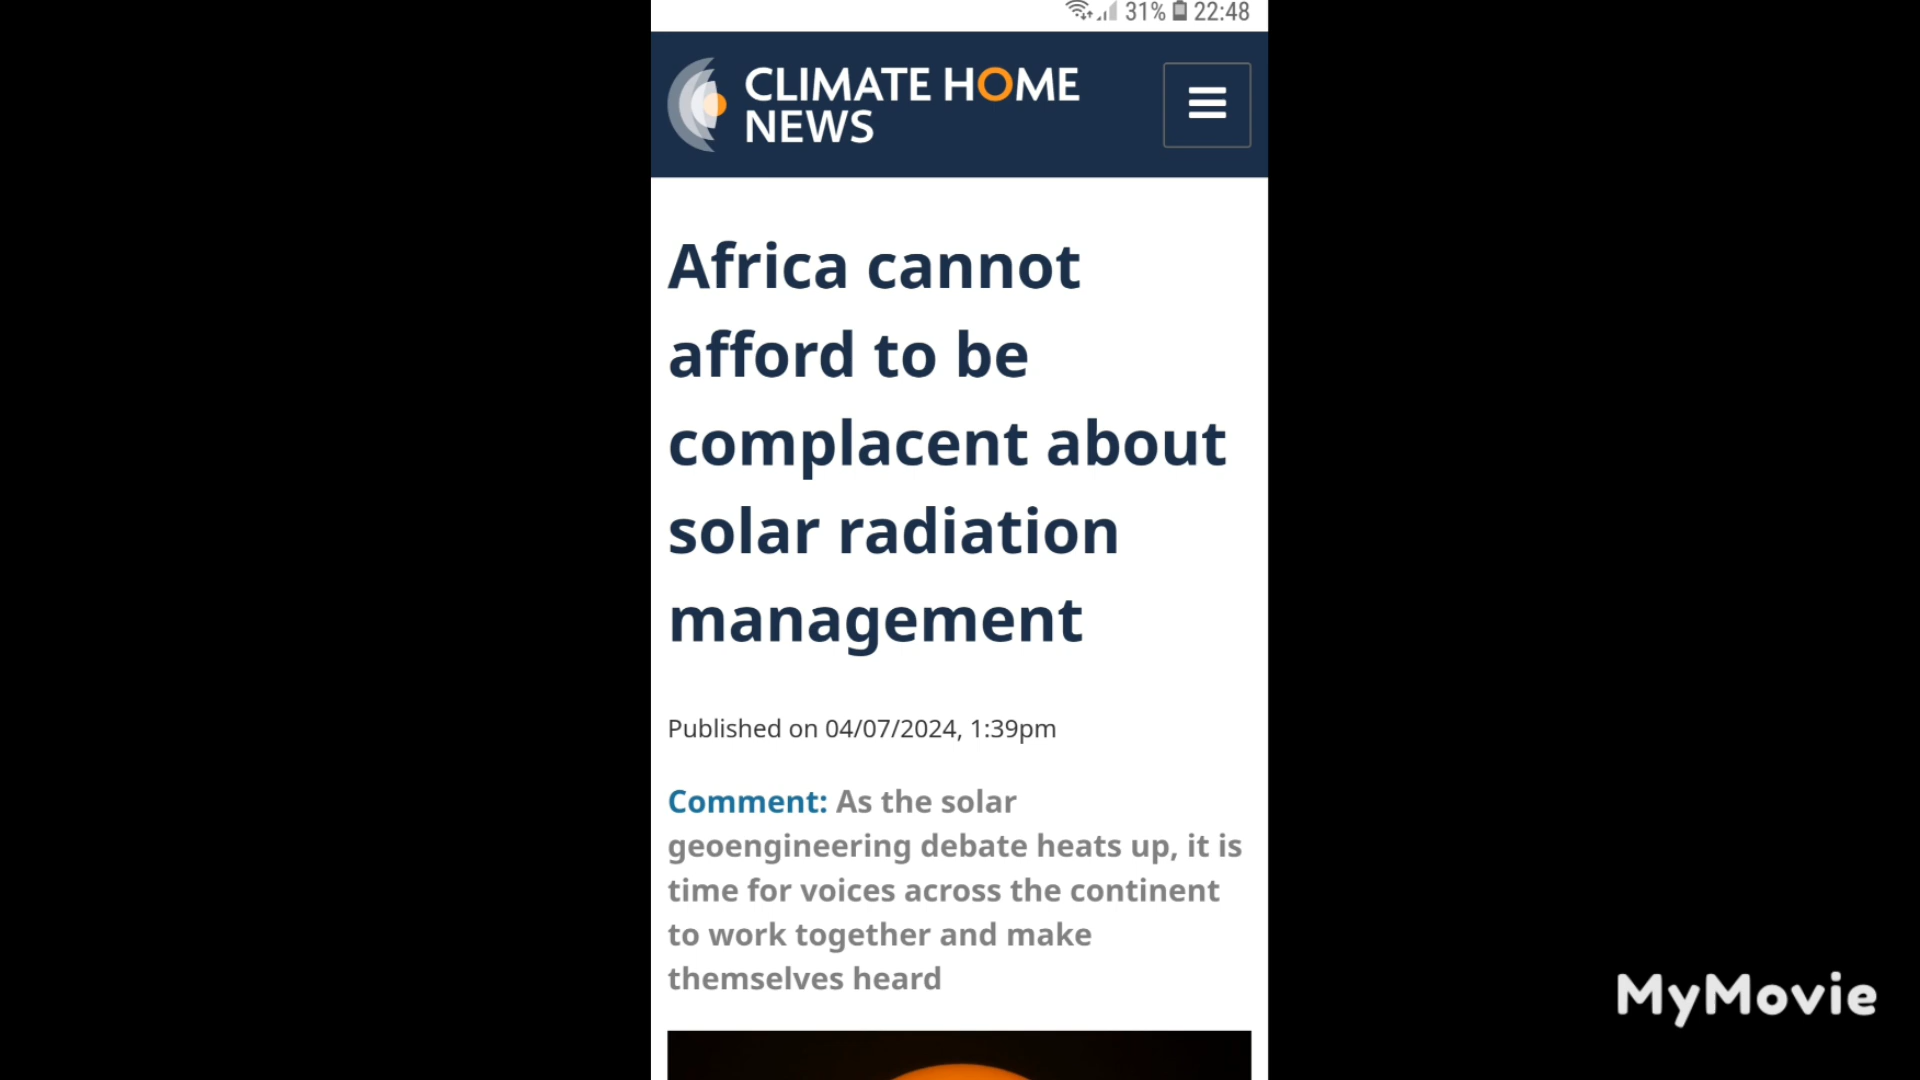 31% 22:48
CLIMATE HOME
NEWS
Africa cannot
afford to be
complacent about
solar radiation
management
Published on 04/07/2024, 1:39pm
Comment: As the solar
geoengineering debate heats up, it is
time for voices across the continent
to work together and make
themselves heard
MyMovie